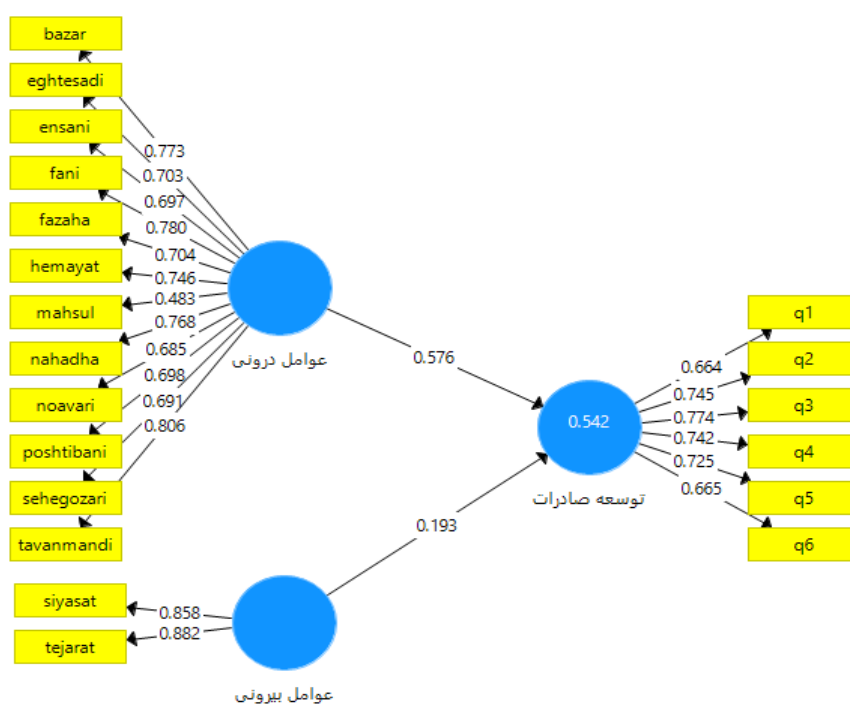 bazar
eghtesadi
ensani
fani
fazaha
hemayat
mahsul
nahadha
noavari
poshtibani
sehegozari
tavanmandi
0.773
0.703
0.697
0.780
0.704
0.746
0.483
0.768
0.685
0.698
0.691
0.806
عوامل درونی
0.576
siyasat
tejarat
0.858
0.882
عوامل بیرونی
0.193
0.542
توسعه صادرات
0.664
0.745
0.774
0.742
0.725
0.665
q1
q2
q3
q4
q5
q6